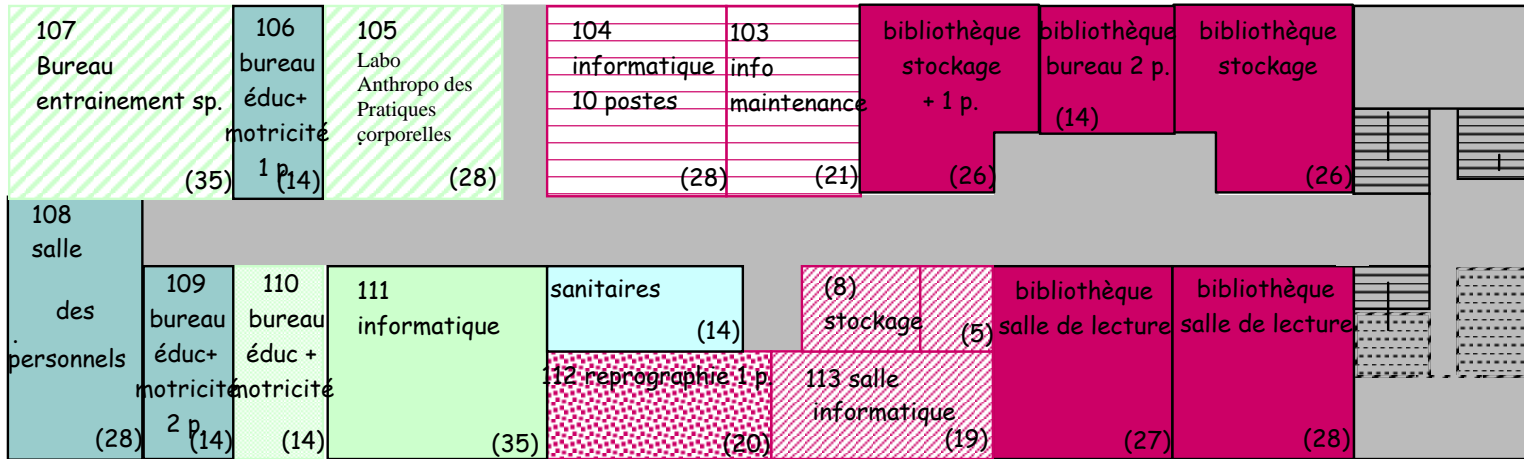 107
Bureau
entrainement sp.
(35)
106
bureau
éduc+
motricité
1 p.
(14)
105
Labo
Anthropo des
Pratiques
corporelles
.
(28)
104
informatique
10 postes
(28)
103
info
maintenance
(21)
bibliothèque
stockage
+ 1 p.
(26)
bibliothèque
bureau 2 p.
(14)
bibliothèque
stockage
(26)
108
salle
des
.
personnels
(28)
109
bureau
éduc+
motricité
2 p.
(14)
110
bureau
éduc +
motricité
(14)
111
informatique
(35)
sanitaires
(14)
112 reprographie 1 p.
(20)
(8)
stockage
(5)
113 salle
informatique
(19)
bibliothèque
salle de lecture
(27)
bibliothèque
salle de lecture
(28)